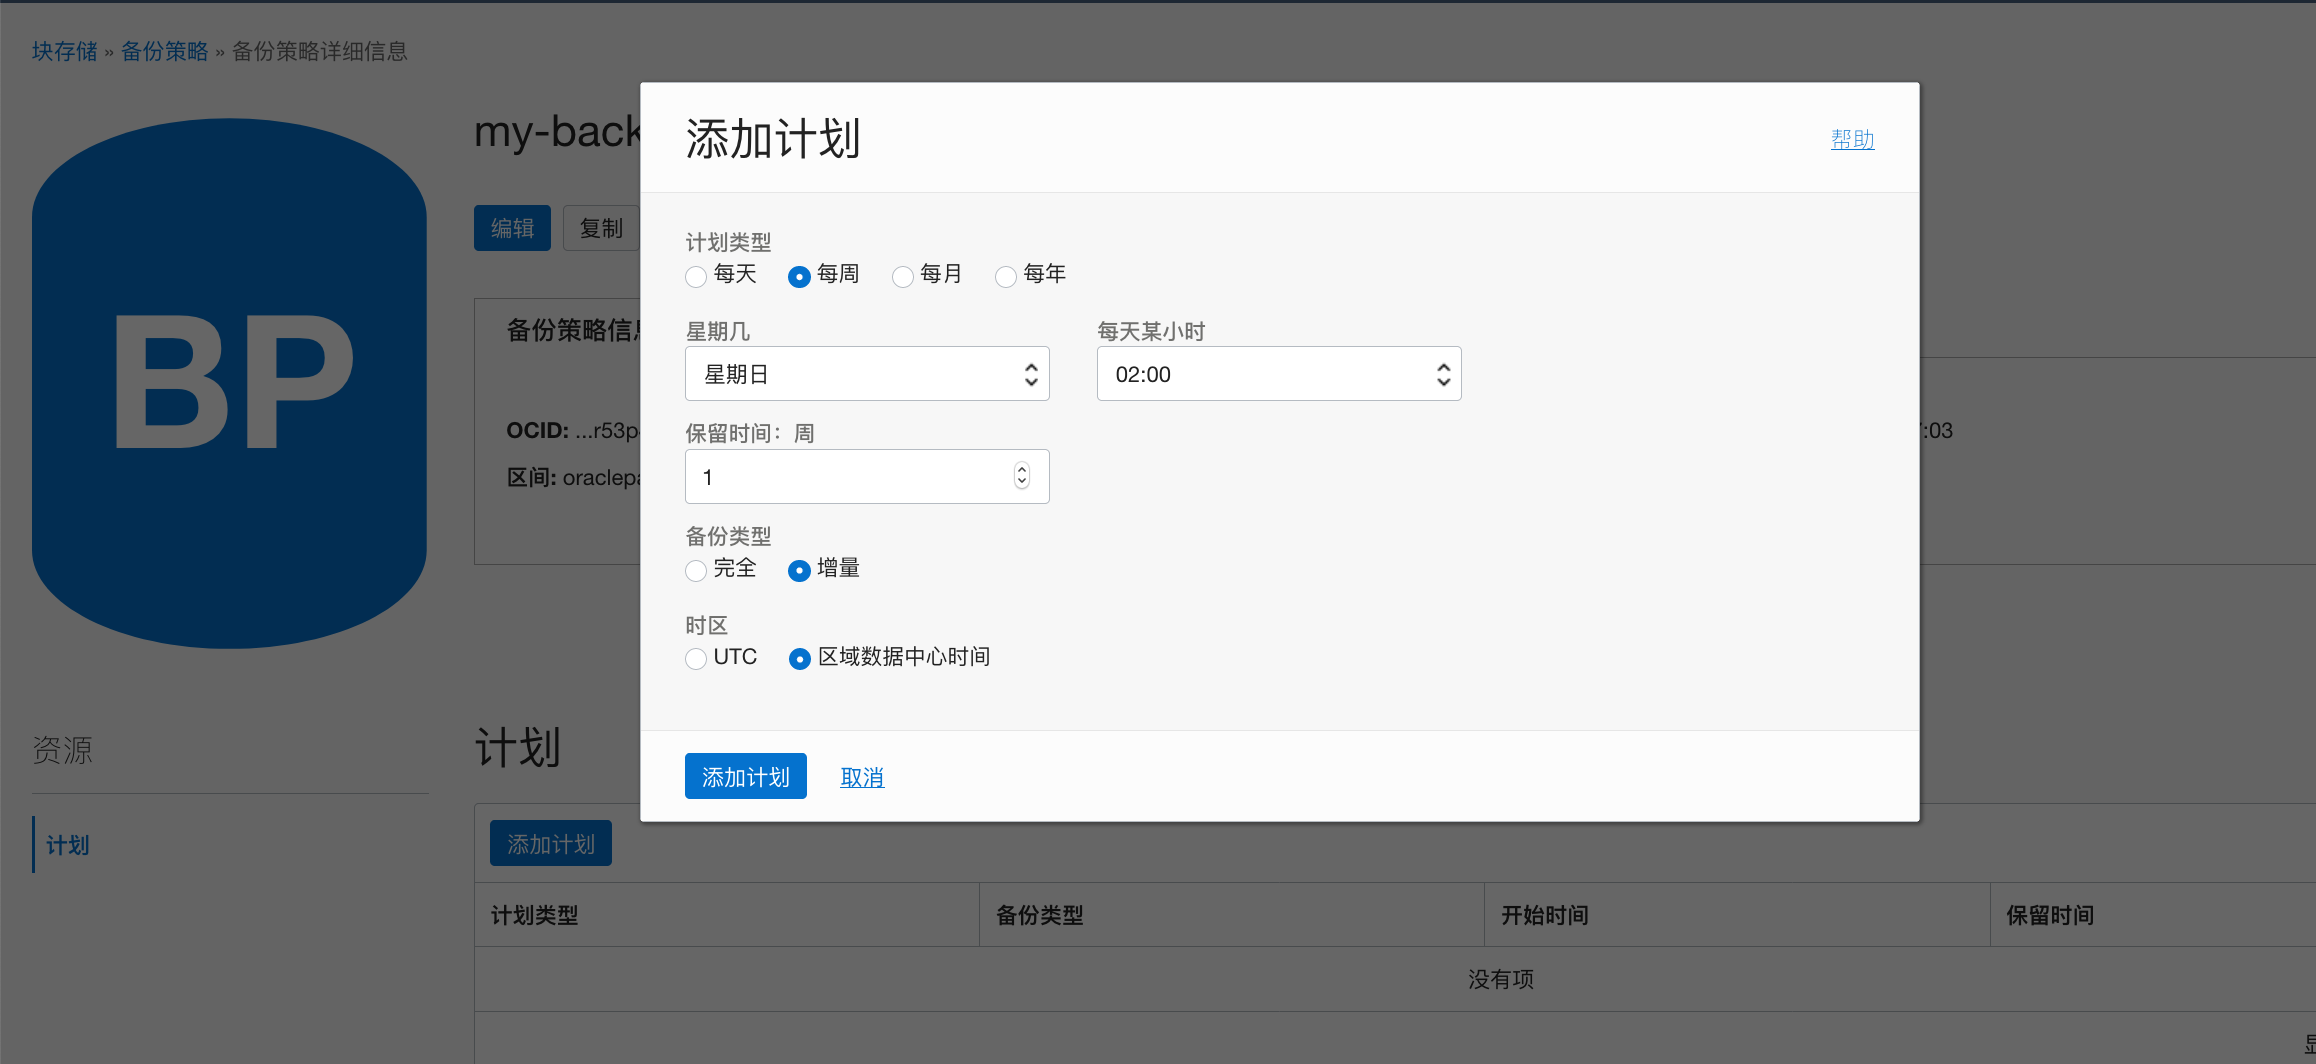 块存储 » 备份策略 » 备份策略详细信息
BP
my-back
编辑 复制
备份策略信息
OCID: ...r53p
区间: oraclepa
:03
添加计划
帮助
计划类型
每天 每周 每月 每年
星期几 每天某小时
星期日 02:00
保留时间：周
1
备份类型
完全 增量
时区
UTC 区域数据中心时间
添加计划 取消
资源
计划
计划
添加计划
计划类型 备份类型 开始时间 保留时间
没有项